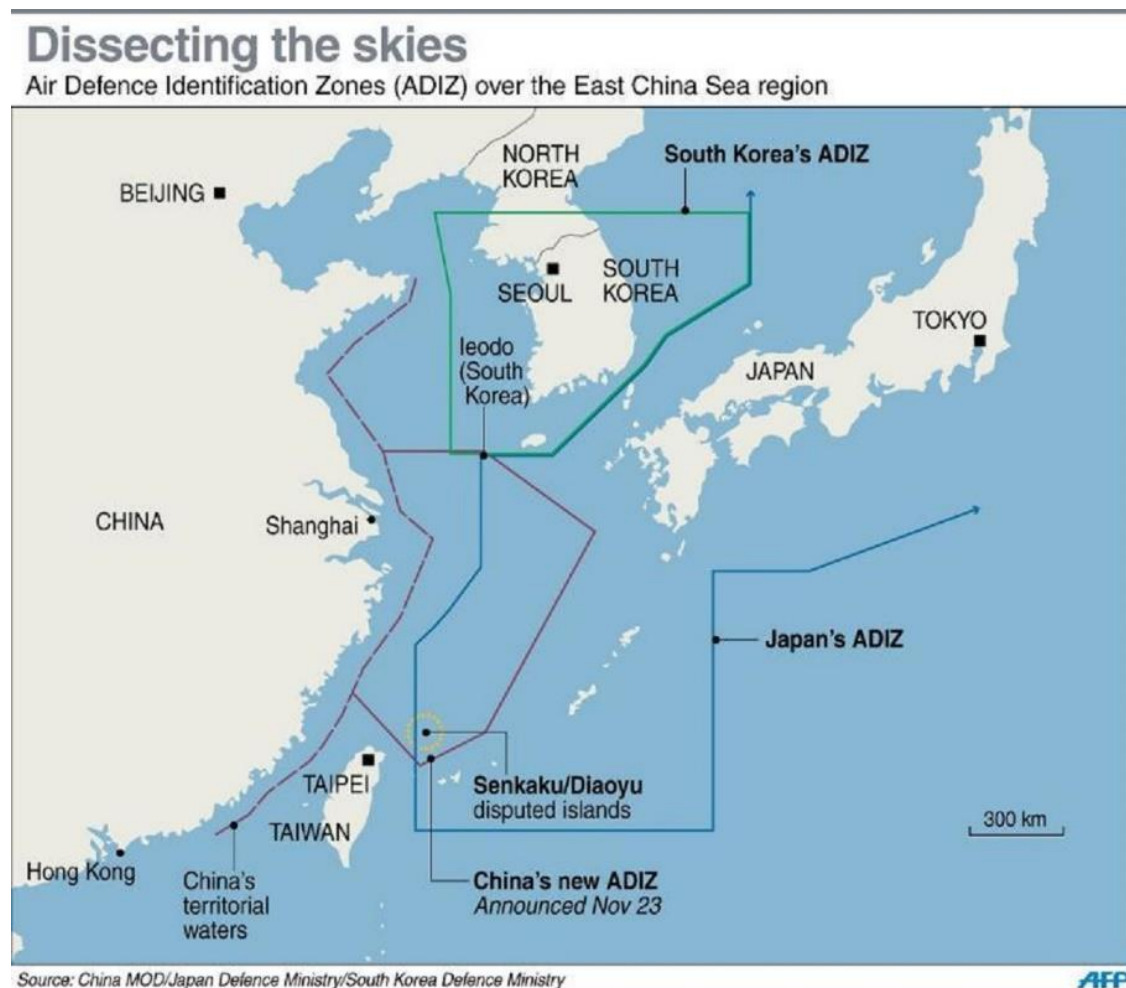 Dissecting the skies
Air Defence Identification Zones (ADIZ) over the East China Sea region
NORTH
KOREA
South Korea's ADIZ
BEIJING
SEOUL
SOUTH
KOREA
TOKYO
Ieodo
(South
Korea)
JAPAN
CHINA
Shanghai
Japan's ADIZ
TAIPEI
Senkaku/Diaoyu
disputed islands
TAIWAN
300 km
Hong Kong
China's
territorial
waters
China's new ADIZ
Announced Nov 23
Source: China MOD/Japan Defence Ministry/South Korea Defence Ministry
AFP